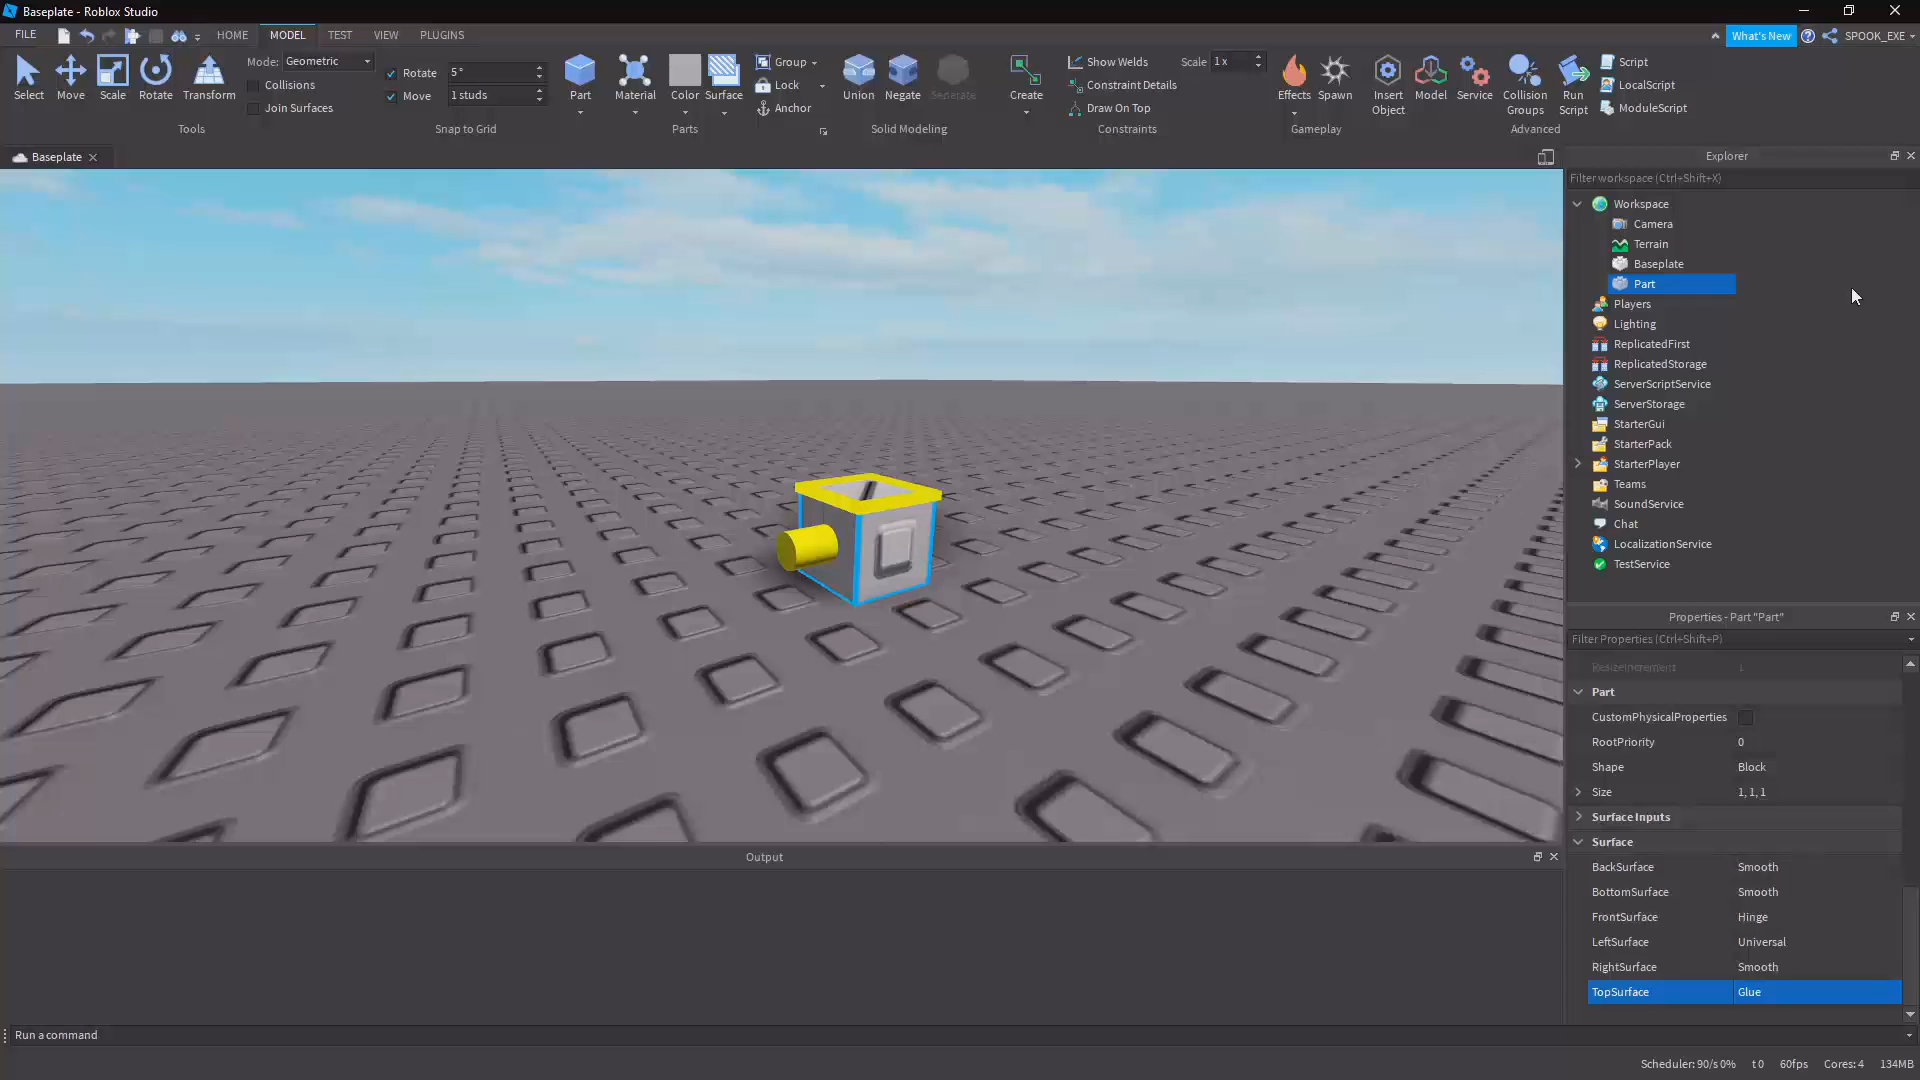 Baseplate - Roblox Studio
FILE
HOME
MODEL
TEST
VIEW
PLUGINS
What's New
SPOOK_EXE
Select
Move
Scale
Rotate
Transform
Mode: Geometric
Collisions
Join Surfaces
Tools
Rotate 5°
Move 1 studs
Snap to Grid
Part
Material
Color
Surface
Group
Lock
Anchor
Parts
Union
Negate
Separate
Solid Modeling
Create
Show Welds
Constraint Details
Draw On Top
Scale 1 x
Constraints
Effects
Spawn
Gameplay
Insert Object
Model
Service
Collision Groups
Run Script
Script
LocalScript
ModuleScript
Advanced
Baseplate
Explorer
Filter workspace (Ctrl+Shift+X)
Workspace
Camera
Terrain
Baseplate
Part
Players
Lighting
ReplicatedFirst
ReplicatedStorage
ServerScriptService
ServerStorage
StarterGui
StarterPack
StarterPlayer
Teams
SoundService
Chat
LocalizationService
TestService
Properties - Part "Part"
Filter Properties (Ctrl+Shift+P)
ResizeIncrement 1
Part
CustomPhysicalProperties
RootPriority 0
Shape Block
Size 1, 1, 1
Surface Inputs
Surface
BackSurface Smooth
BottomSurface Smooth
FrontSurface Hinge
LeftSurface Universal
RightSurface Smooth
TopSurface Glue
Output
Run a command
Scheduler: 90/s 0% t 0 60fps Cores: 4 134MB